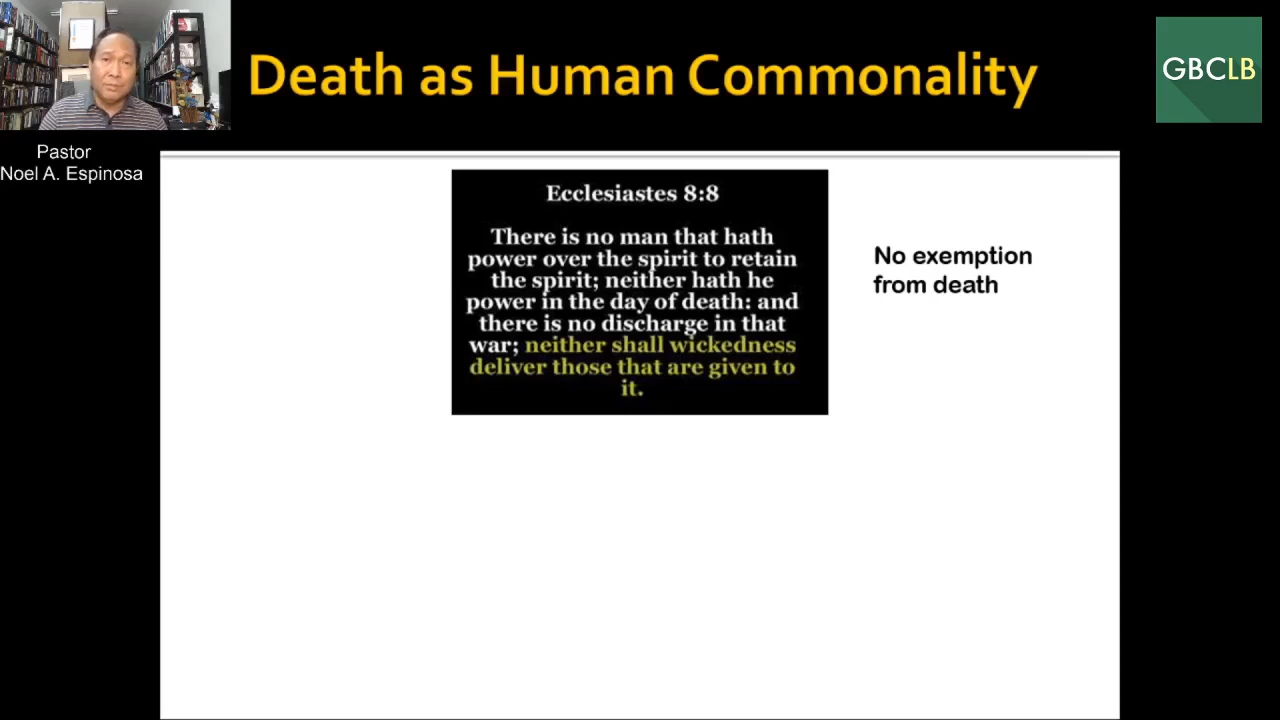 Death as Human Commonality
GBCLB
Pastor
Noel A. Espinosa
Ecclesiastes 8:8
There is no man that hath
power over the spirit to retain
the spirit; neither hath he
power in the day of death: and
there is no discharge in that
war; neither shall wickedness
deliver those that are given to
it.
No exemption
from death